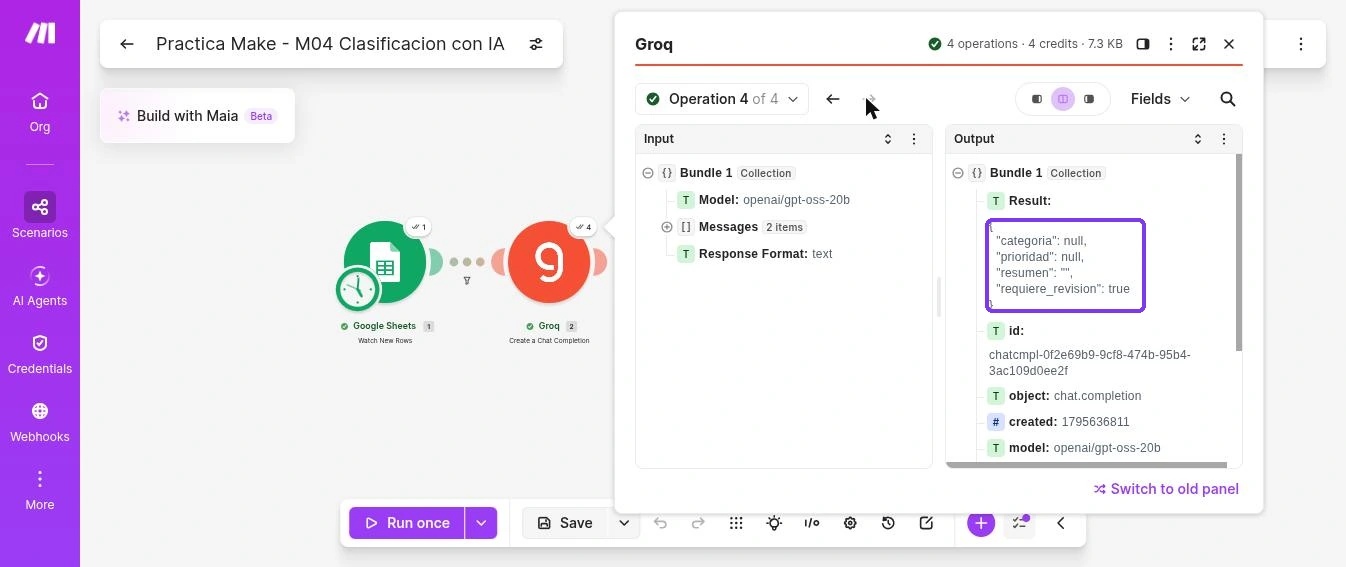 Practica Make - M04 Clasificacion con IA
Build with Maia Beta
Org
Scenarios
AI Agents
Credentials
Webhooks
More
1
4
Google Sheets 1
Watch New Rows
Groq 2
Create a Chat Completion
Groq
4 operations · 4 credits · 7.3 KB
Operation 4 of 4
Fields
Input
Bundle 1 Collection
T Model: openai/gpt-oss-20b
Messages 2 items
T Response Format: text
Output
Bundle 1 Collection
T Result:
{
"categoria": null,
"prioridad": null,
"resumen": "",
"requiere_revision": true
}
T id:
chatcmpl-0f2e69b9-9cf8-474b-95b4-
3ac109d0ee2f
T object: chat.completion
# created: 1795636811
T model: openai/gpt-oss-20b
Switch to old panel
Run once
Save